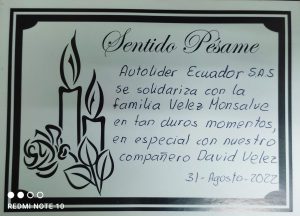 Sentido Pésame
Autolider Ecuador S.A.S
se solidariza con la
familia Velez Monsalve
en tan duros momentos,
en especial con nuestro
compañero David Velez
31-Agosto-2022
REDMI NOTE 10